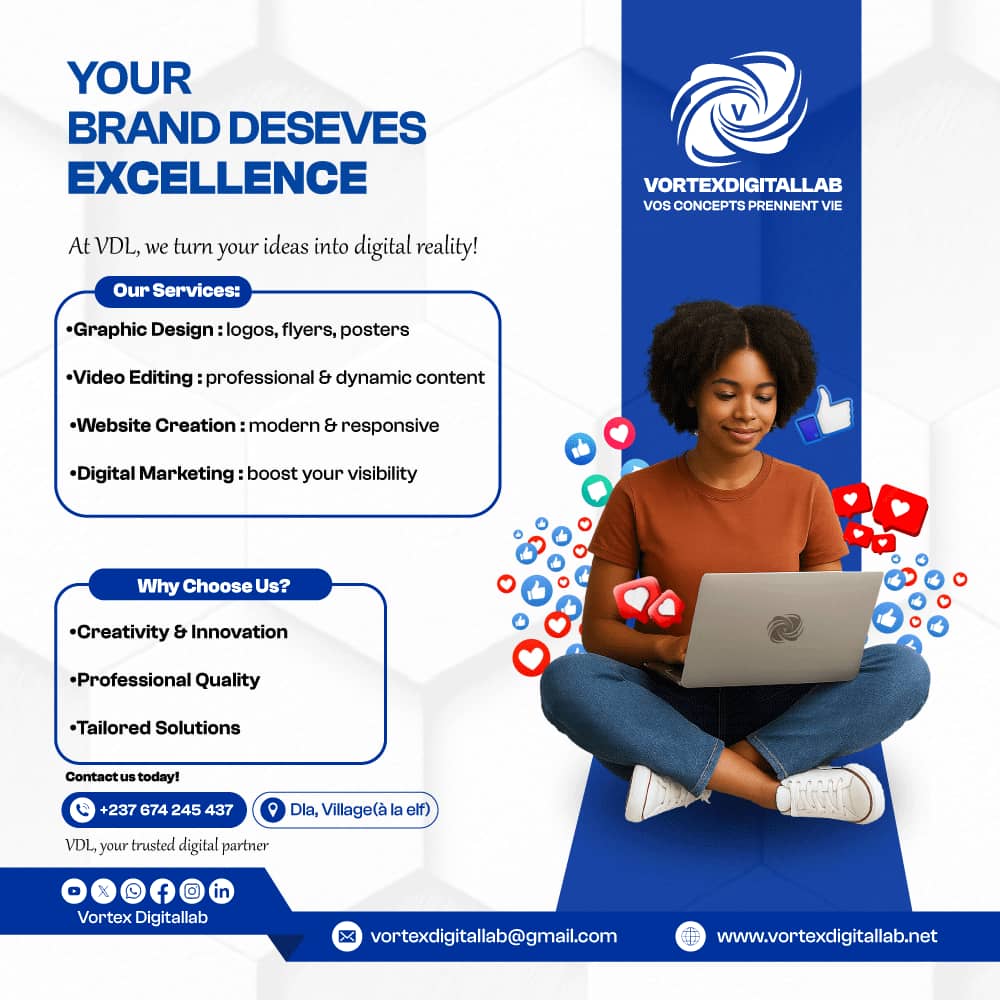 YOUR
BRAND DESEVES
EXCELLENCE
V
VORTEXDIGITALLAB
VOS CONCEPTS PRENNENT VIE
At VDL, we turn your ideas into digital reality!
Our Services:
•Graphic Design : logos, flyers, posters
•Video Editing : professional & dynamic content
•Website Creation : modern & responsive
•Digital Marketing : boost your visibility
Why Choose Us?
•Creativity & Innovation
•Professional Quality
•Tailored Solutions
Contact us today!
+237 674 245 437
Dla, Village(à la elf)
VDL, your trusted digital partner
Vortex Digitallab
vortexdigitallab@gmail.com
www.vortexdigitallab.net